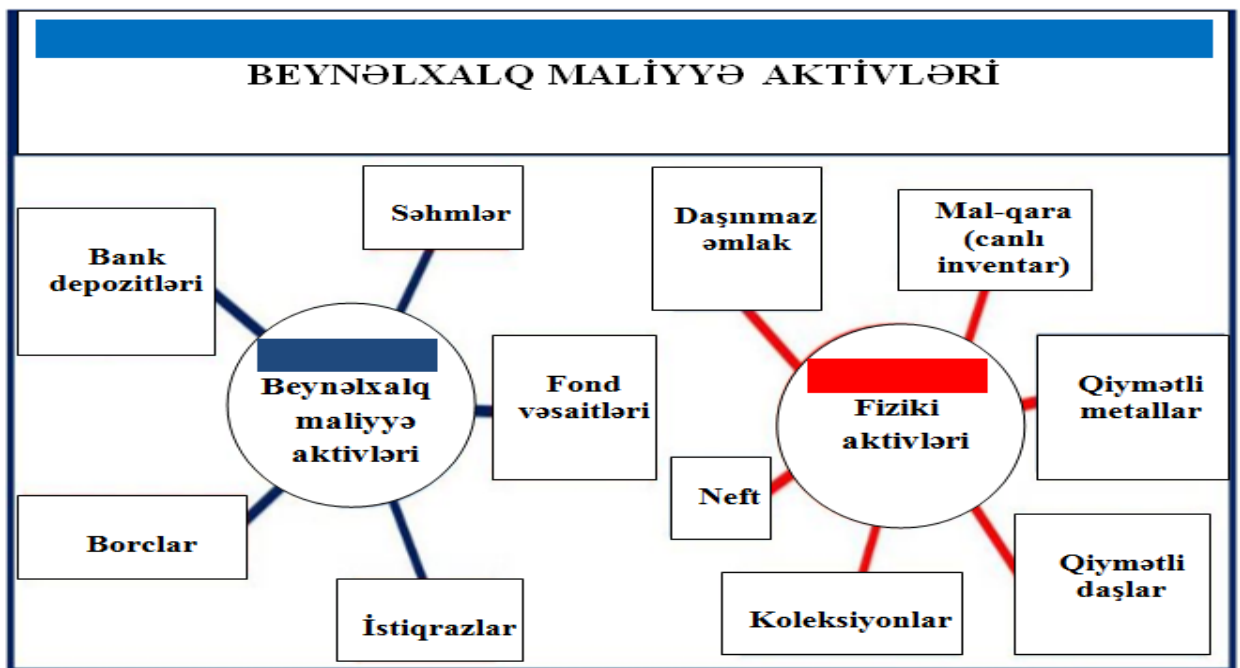 BEYNƏLXALQ MALİYYƏ AKTİVLƏRİ
Bank
depozitləri
Səhmlər
Beynəlxalq
maliyyə
aktivləri
Fond
vəsaitləri
Borclar
İstiqrazlar
Daşınmaz
əmlak
Mal-qara
(canlı
inventar)
Fiziki
aktivləri
Qiymətli
metallar
Neft
Koleksiyonlar
Qiymətli
daşlar